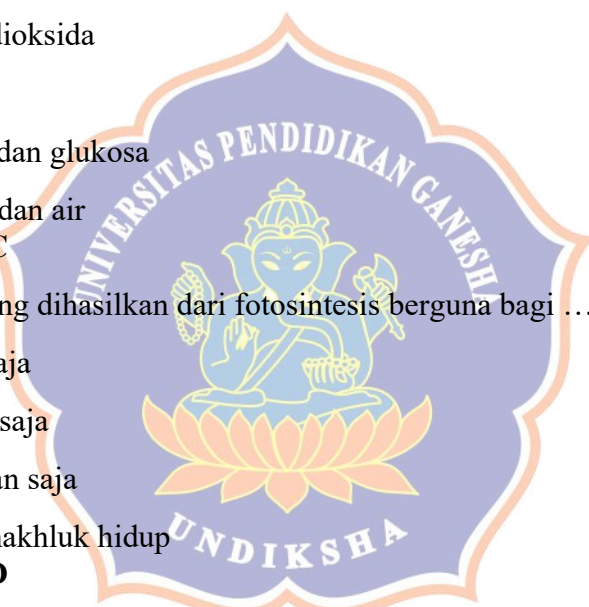 dioksida
dan glukosa
dan air
C
ng dihasilkan dari fotosintesis berguna bagi …
aja
saja
an saja
makhluk hidup
UNIVERSITAS PENDIDIKAN GANESHA
UNDIKSHA